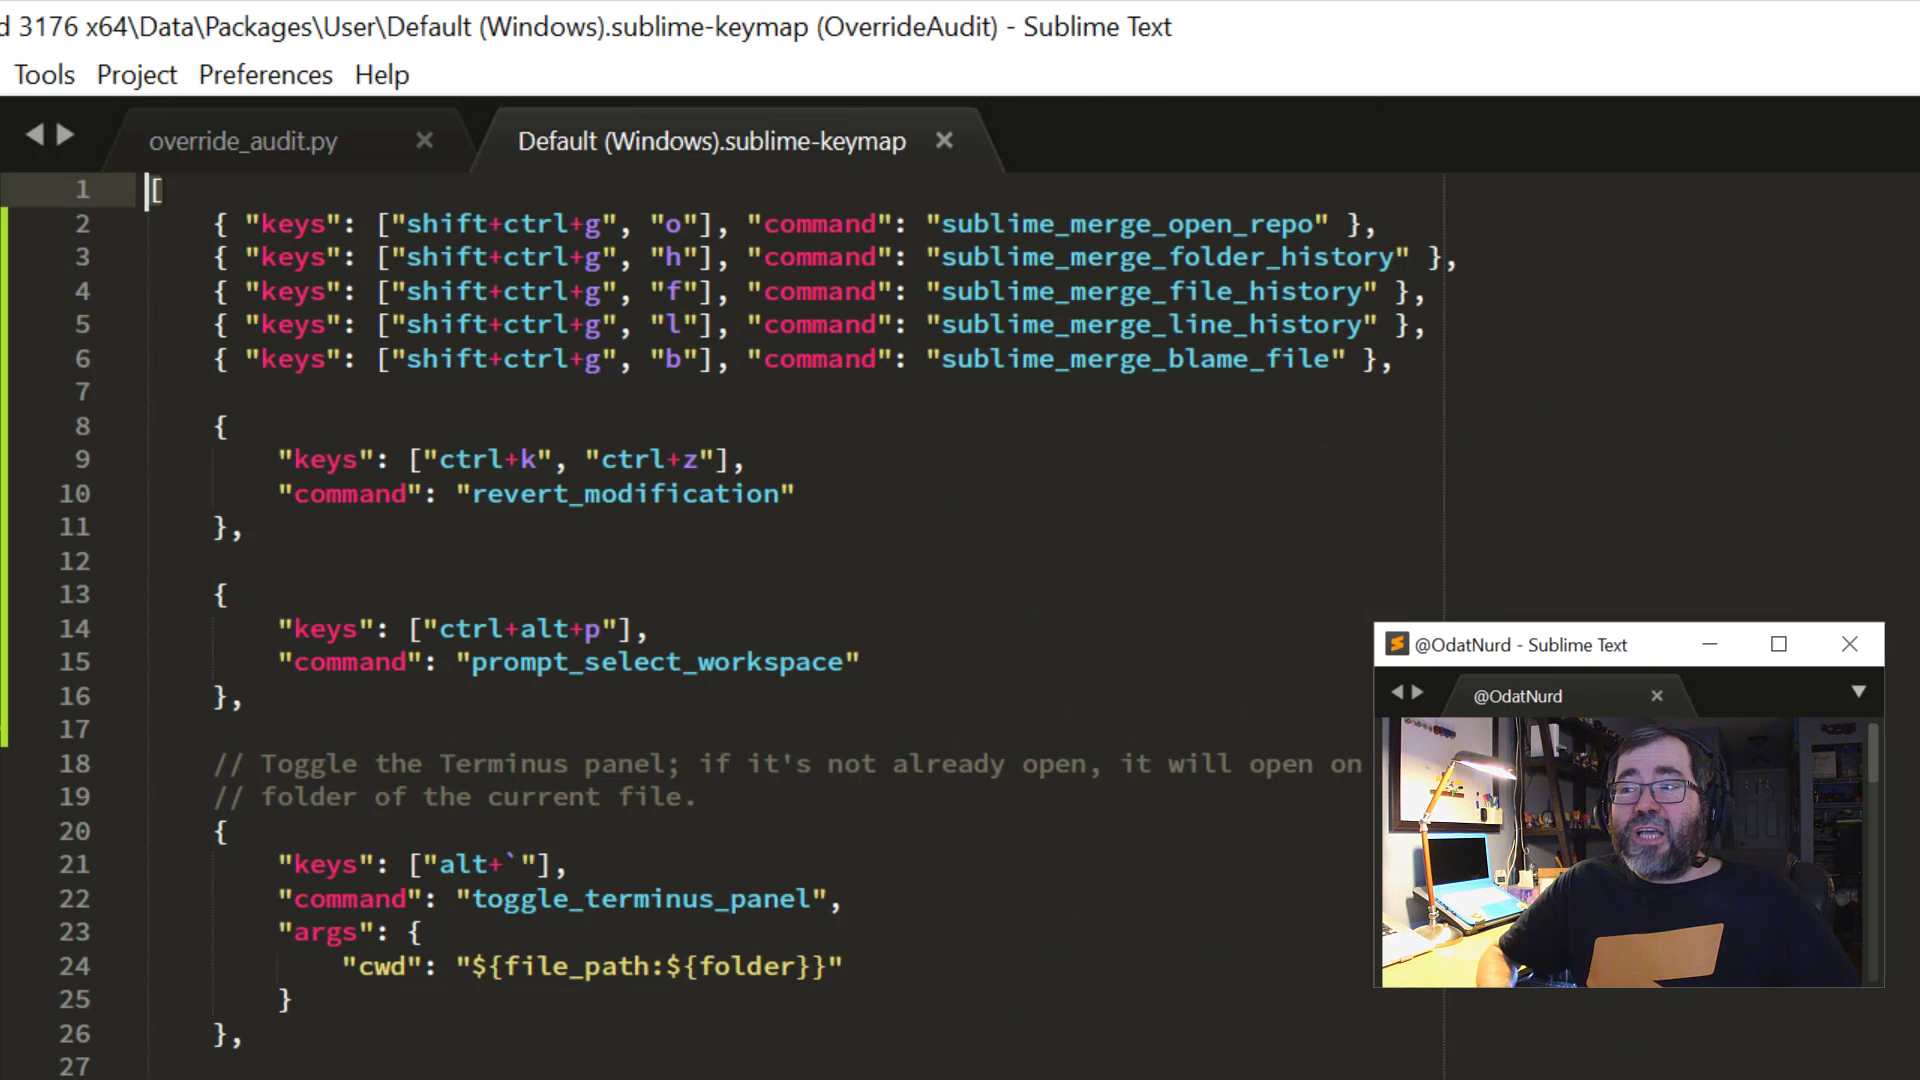 d 3176 x64\Data\Packages\User\Default (Windows).sublime-keymap (OverrideAudit) - Sublime Text
Tools Project Preferences Help
override_audit.py × Default (Windows).sublime-keymap ×
1 [
2 { "keys": ["shift+ctrl+g", "o"], "command": "sublime_merge_open_repo" },
3 { "keys": ["shift+ctrl+g", "h"], "command": "sublime_merge_folder_history" },
4 { "keys": ["shift+ctrl+g", "f"], "command": "sublime_merge_file_history" },
5 { "keys": ["shift+ctrl+g", "l"], "command": "sublime_merge_line_history" },
6 { "keys": ["shift+ctrl+g", "b"], "command": "sublime_merge_blame_file" },
7
8 {
9 "keys": ["ctrl+k", "ctrl+z"],
10 "command": "revert_modification"
11 },
12
13 {
14 "keys": ["ctrl+alt+p"],
15 "command": "prompt_select_workspace"
16 },
17
18 // Toggle the Terminus panel; if it's not already open, it will open on
19 // folder of the current file.
20 {
21 "keys": ["alt+`"],
22 "command": "toggle_terminus_panel",
23 "args": {
24 "cwd": "${file_path:${folder}}"
25 }
26 },
27
@OdatNurd - Sublime Text
@OdatNurd ×